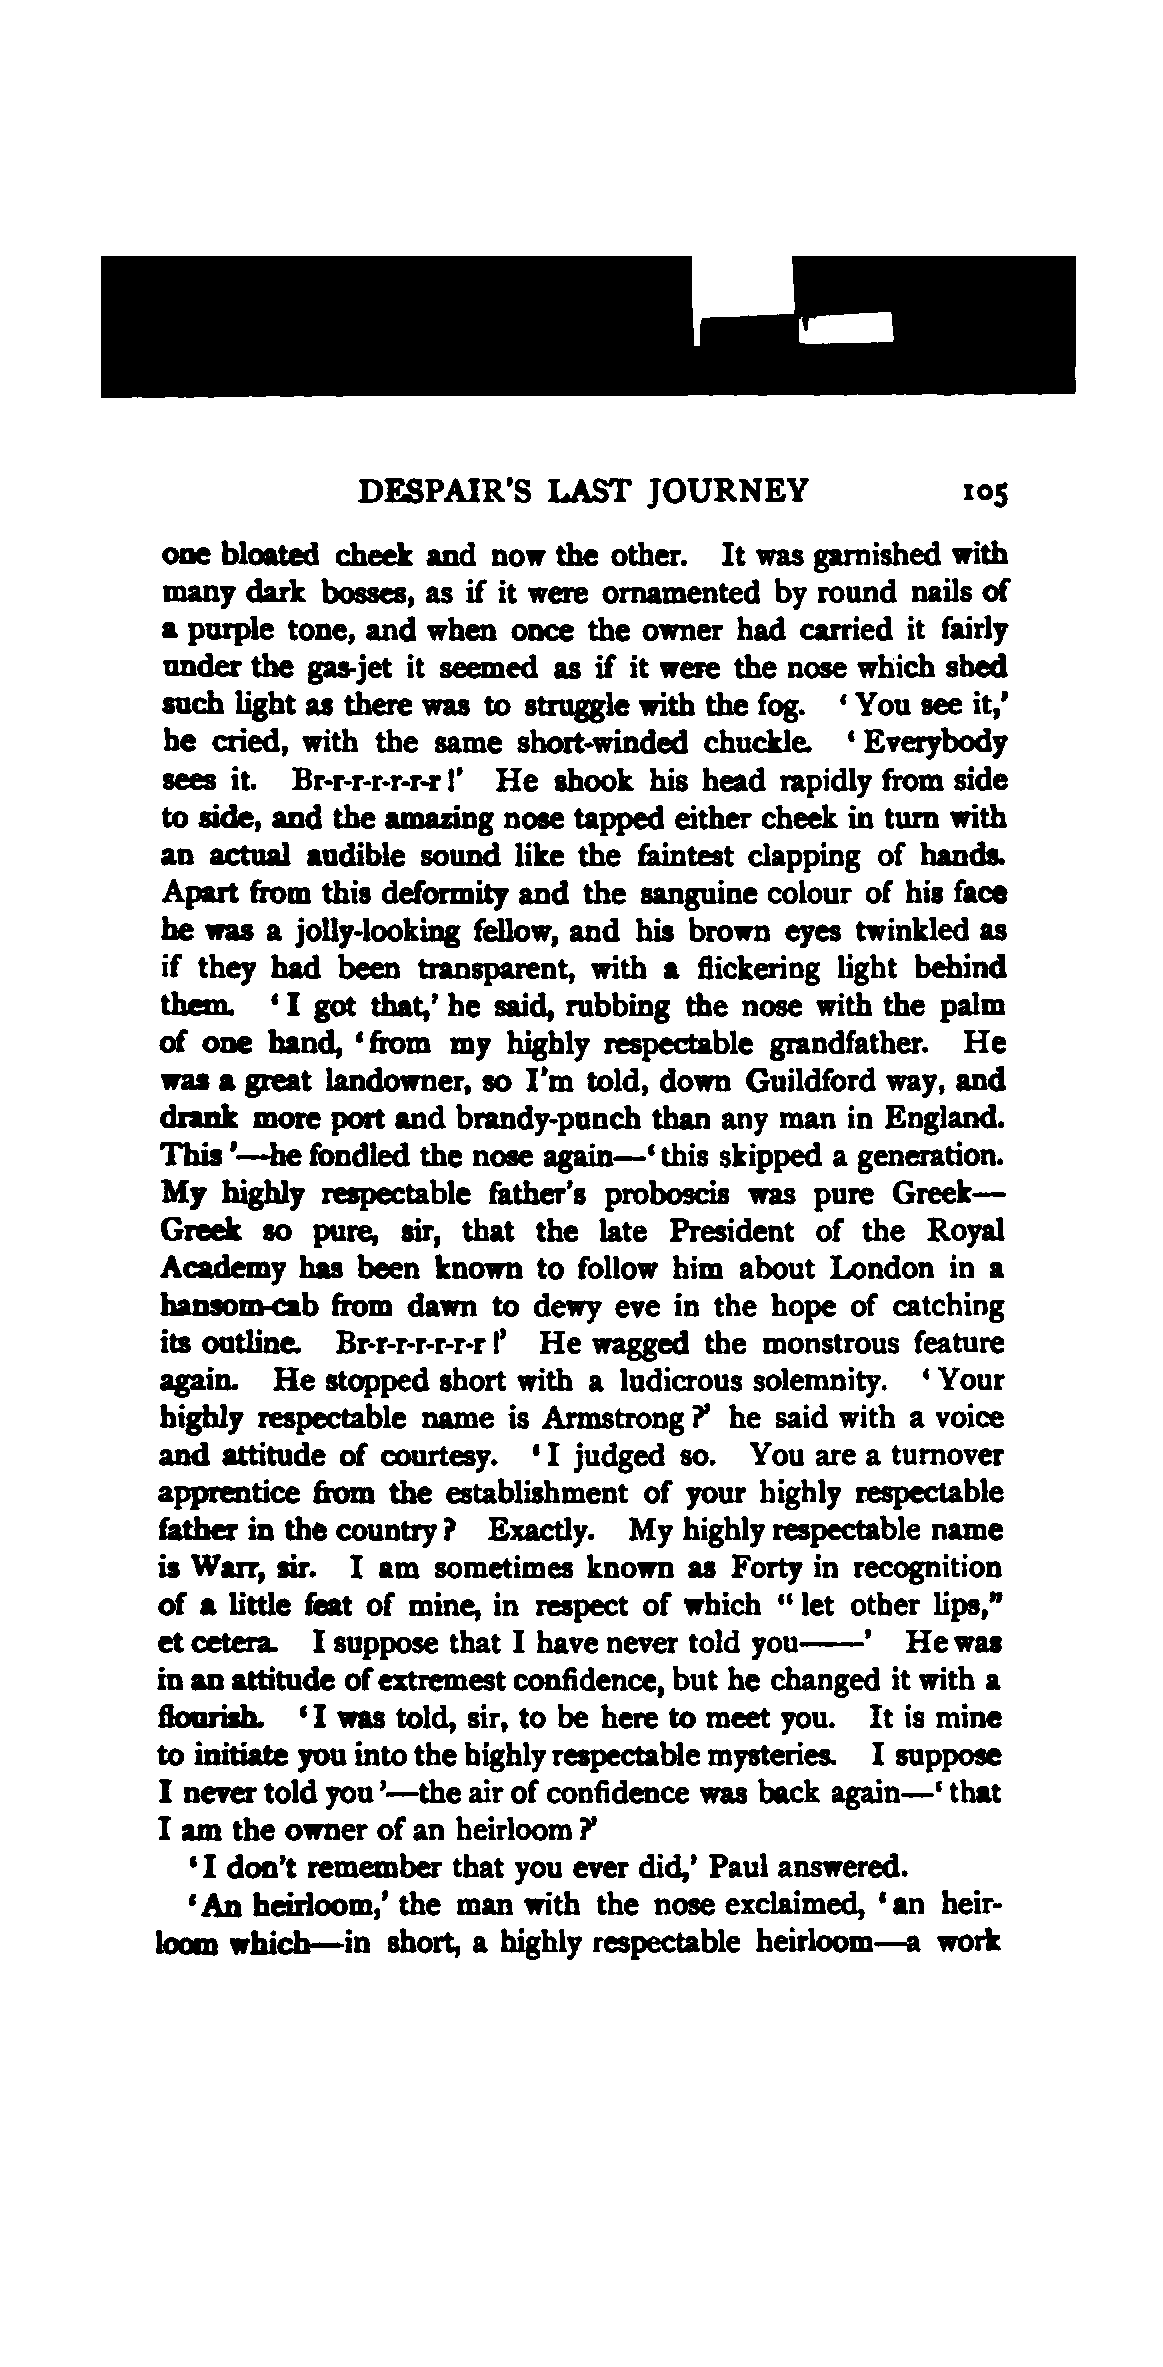 DESPAIR'S LAST JOURNEY 105
one bloated cheek and now the other. It was garnished with
many dark bosses, as if it were ornamented by round nails of
a purple tone, and when once the owner had carried it fairly
under the gas-jet it seemed as if it were the nose which shed
such light as there was to struggle with the fog. ‘You see it,’
he cried, with the same short-winded chuckle. ‘Everybody
sees it. Br-r-r-r-r-r-r!’ He shook his head rapidly from side
to side, and the amazing nose tapped either cheek in turn with
an actual audible sound like the faintest clapping of hands.
Apart from this deformity and the sanguine colour of his face
he was a jolly-looking fellow, and his brown eyes twinkled as
if they had been transparent, with a flickering light behind
them. ‘I got that,’ he said, rubbing the nose with the palm
of one hand, ‘from my highly respectable grandfather. He
was a great landowner, so I'm told, down Guildford way, and
drank more port and brandy-punch than any man in England.
This’—he fondled the nose again—‘this skipped a generation.
My highly respectable father's proboscis was pure Greek—
Greek so pure, sir, that the late President of the Royal
Academy has been known to follow him about London in a
hansom-cab from dawn to dewy eve in the hope of catching
its outline. Br-r-r-r-r-r-r!’ He wagged the monstrous feature
again. He stopped short with a ludicrous solemnity. ‘Your
highly respectable name is Armstrong?’ he said with a voice
and attitude of courtesy. ‘I judged so. You are a turnover
apprentice from the establishment of your highly respectable
father in the country? Exactly. My highly respectable name
is Warr, sir. I am sometimes known as Forty in recognition
of a little feat of mine, in respect of which “let other lips,”
et cetera. I suppose that I have never told you——’ He was
in an attitude of extremest confidence, but he changed it with a
flourish. ‘I was told, sir, to be here to meet you. It is mine
to initiate you into the highly respectable mysteries. I suppose
I never told you’—the air of confidence was back again—‘that
I am the owner of an heirloom?’
‘I don't remember that you ever did,’ Paul answered.
‘An heirloom,’ the man with the nose exclaimed, ‘an heir-
loom which—in short, a highly respectable heirloom—a work